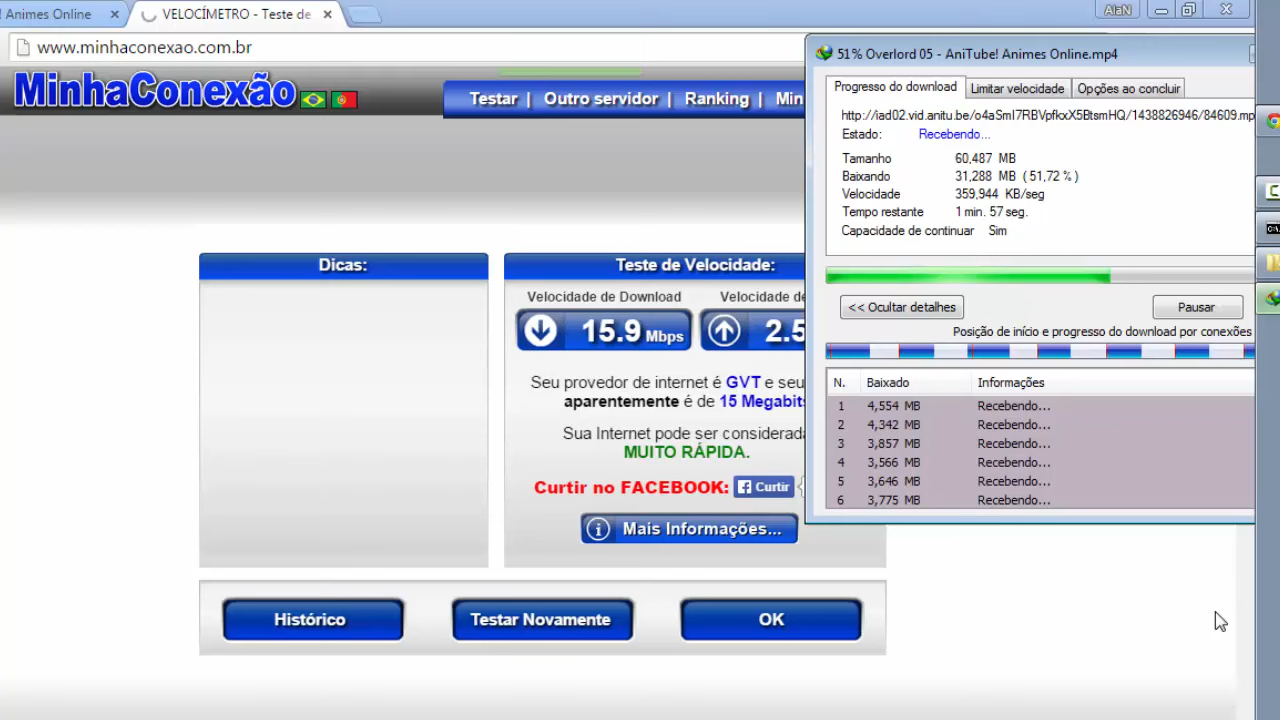 ! Animes Online
VELOCÍMETRO - Teste de
AlaN
www.minhaconexao.com.br
MinhaConexão
Testar | Outro servidor | Ranking | Min
Dicas:
Teste de Velocidade:
Velocidade de Download
Velocidade de
15.9 Mbps
2.5
Seu provedor de internet é GVT e seu
aparentemente é de 15 Megabits
Sua Internet pode ser considerada
MUITO RÁPIDA.
Curtir no FACEBOOK:
Curtir
Mais Informações...
Histórico
Testar Novamente
OK
51% Overlord 05 - AniTube! Animes Online.mp4
Progresso do download
Limitar velocidade
Opções ao concluir
http://iad02.vid.anitu.be/o4aSmI7RBVpfkxX5BtsmHQ/1438826946/84609.mp
Estado: Recebendo...
Tamanho 60,487 MB
Baixando 31,288 MB ( 51,72 % )
Velocidade 359,944 KB/seg
Tempo restante 1 min. 57 seg.
Capacidade de continuar Sim
<< Ocultar detalhes
Pausar
Posição de início e progresso do download por conexões
N. Baixado Informações
1 4,554 MB Recebendo...
2 4,342 MB Recebendo...
3 3,857 MB Recebendo...
4 3,566 MB Recebendo...
5 3,646 MB Recebendo...
6 3,775 MB Recebendo...